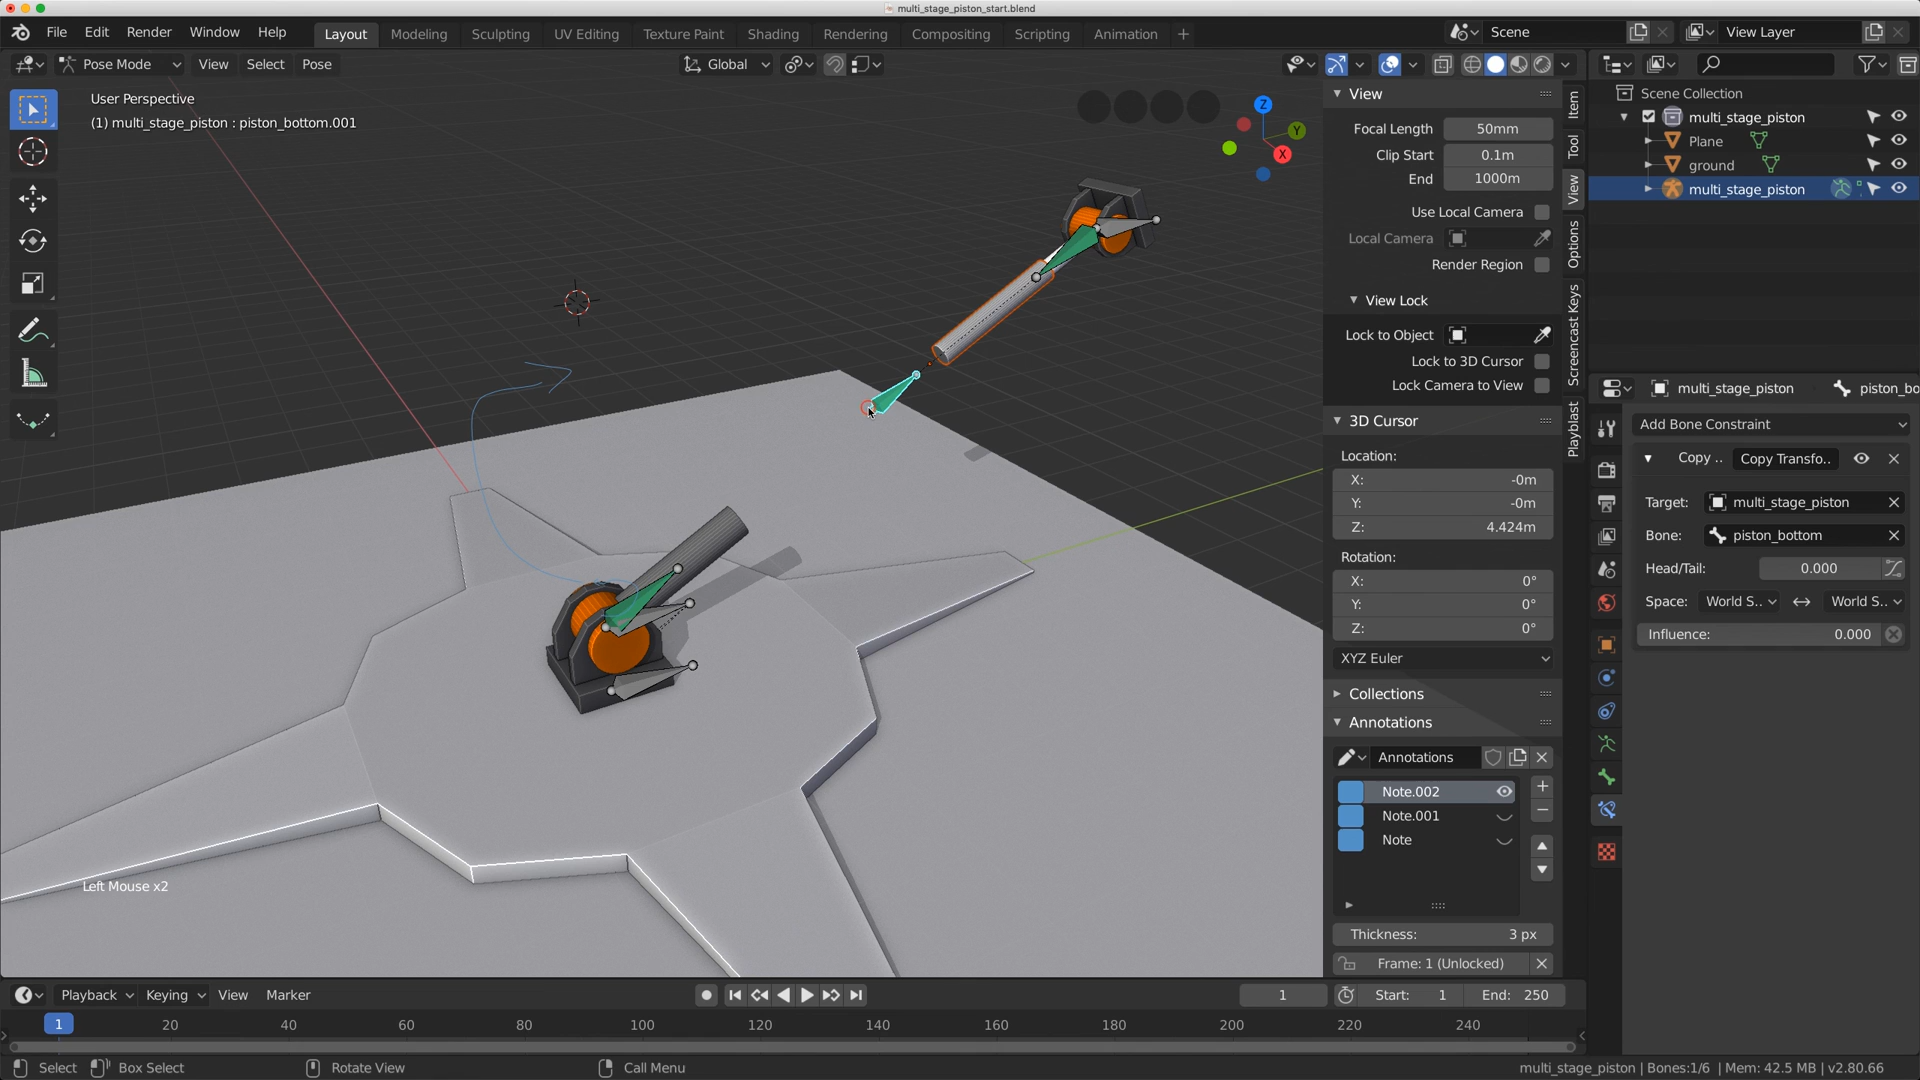 multi_stage_piston_start.blend
File Edit Render Window Help
Layout Modeling Sculpting UV Editing Texture Paint Shading Rendering Compositing Scripting Animation
Scene
View Layer
Pose Mode View Select Pose
Global
User Perspective
(1) multi_stage_piston : piston_bottom.001
Z
Y
X
Left Mouse x2
View
Focal Length 50mm
Clip Start 0.1m
End 1000m
Use Local Camera
Local Camera
Render Region
View Lock
Lock to Object
Lock to 3D Cursor
Lock Camera to View
3D Cursor
Location:
X: -0m
Y: -0m
Z: 4.424m
Rotation:
X: 0°
Y: 0°
Z: 0°
XYZ Euler
Collections
Annotations
Annotations
Note.002
Note.001
Note
Thickness: 3 px
Frame: 1 (Unlocked)
Item
Tool
View
Options
Screencast Keys
Playblast
Scene Collection
multi_stage_piston
Plane
ground
multi_stage_piston
multi_stage_piston piston_bo
Add Bone Constraint
Copy .. Copy Transfo..
Target: multi_stage_piston
Bone: piston_bottom
Head/Tail: 0.000
Space: World S.. World S..
Influence: 0.000
Playback Keying View Marker
1 Start: 1 End: 250
1 20 40 60 80 100 120 140 160 180 200 220 240
Select Box Select Rotate View Call Menu
multi_stage_piston | Bones:1/6 | Mem: 42.5 MB | v2.80.66